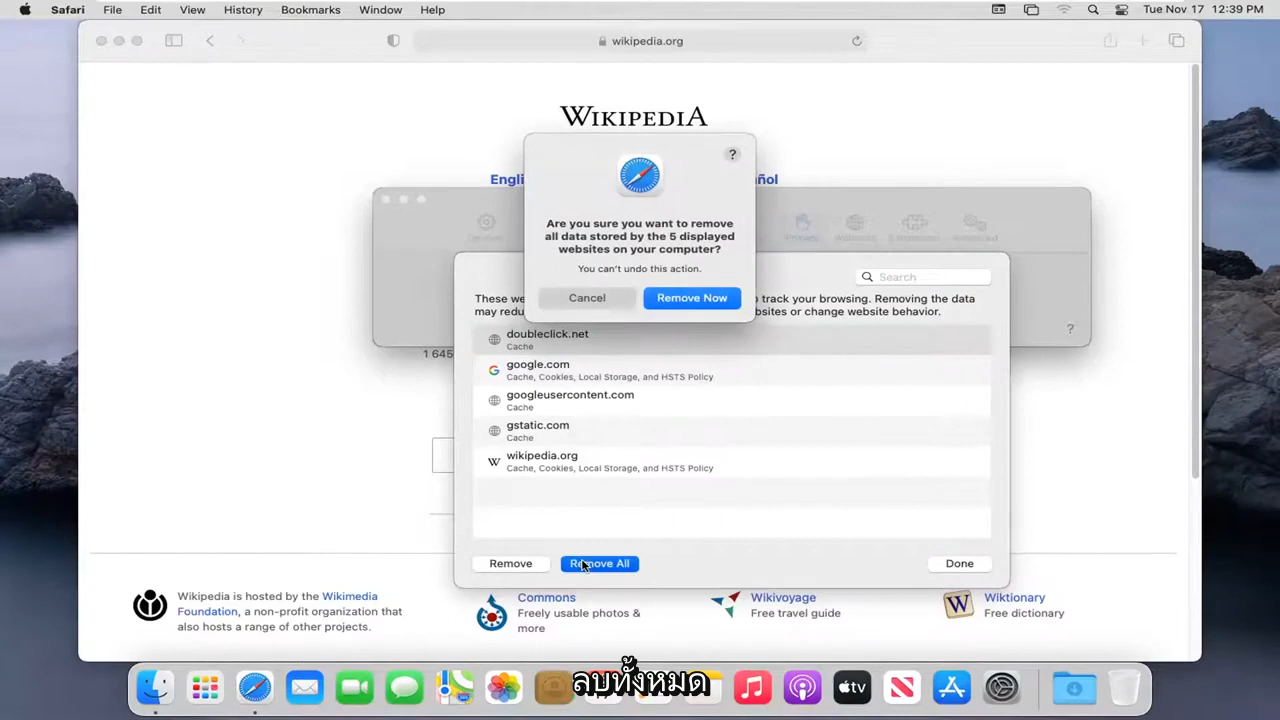 Safari File Edit View History Bookmarks Window Help Tue Nov 17 12:39 PM
wikipedia.org
WIKIPEDIA
Engli
ñol
?
Are you sure you want to remove
all data stored by the 5 displayed
websites on your computer?
You can't undo this action.
Cancel Remove Now
Privacy
Search
These we
to track your browsing. Removing the data
may redu
bsites or change website behavior.
?
1 645
doubleclick.net
Cache
google.com
Cache, Cookies, Local Storage, and HSTS Policy
googleusercontent.com
Cache
gstatic.com
Cache
W wikipedia.org
Cache, Cookies, Local Storage, and HSTS Policy
Remove Remove All Done
Wikipedia is hosted by the Wikimedia
Foundation, a non-profit organization that
also hosts a range of other projects.
Commons
Freely usable photos &
more
Wikivoyage
Free travel guide
W
Wiktionary
Free dictionary
tv
ลบทั้งหมด